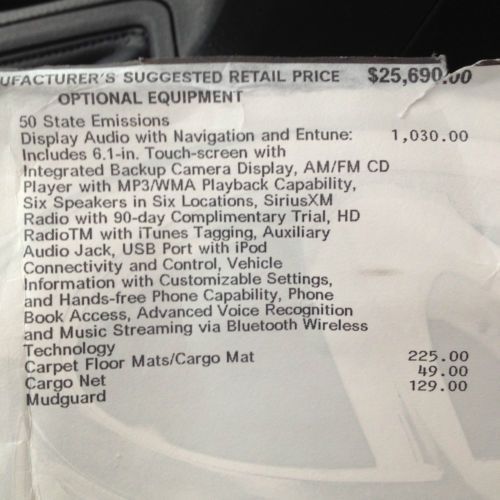 UFACTURER'S SUGGESTED RETAIL PRICE $25,690.00
OPTIONAL EQUIPMENT
50 State Emissions
Display Audio with Navigation and Entune: 1,030.00
Includes 6.1-in. Touch-screen with
Integrated Backup Camera Display, AM/FM CD
Player with MP3/WMA Playback Capability,
Six Speakers in Six Locations, SiriusXM
Radio with 90-day Complimentary Trial, HD
RadioTM with iTunes Tagging, Auxiliary
Audio Jack, USB Port with iPod
Connectivity and Control, Vehicle
Information with Customizable Settings,
and Hands-free Phone Capability, Phone
Book Access, Advanced Voice Recognition
and Music Streaming via Bluetooth Wireless
Technology
Carpet Floor Mats/Cargo Mat 225.00
Cargo Net 49.00
Mudguard 129.00